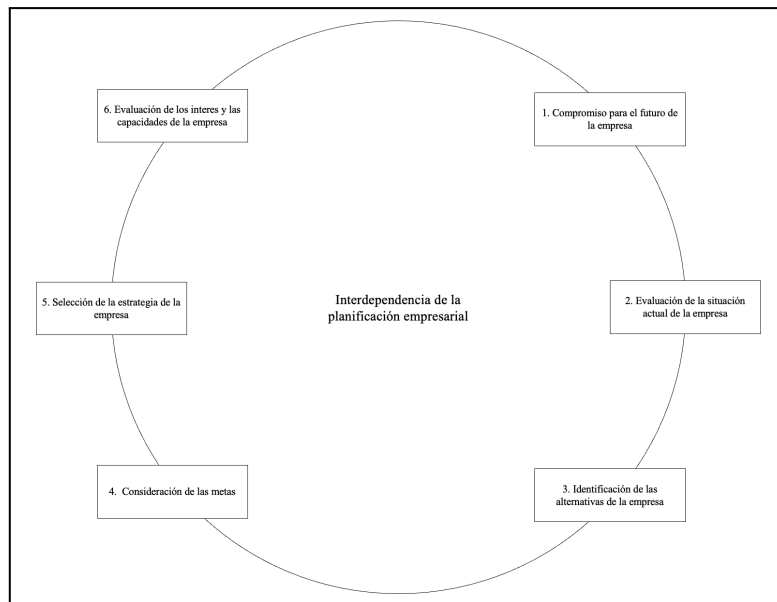 6. Evaluación de los interes y las
capacidades de la empresa
1. Compromiso para el futuro de
la empresa
5. Selección de la estrategia de la
empresa
Interdependencia de la
planificación empresarial
2. Evaluación de la situación
actual de la empresa
4. Consideración de las metas
3. Identificación de las
alternativas de la empresa